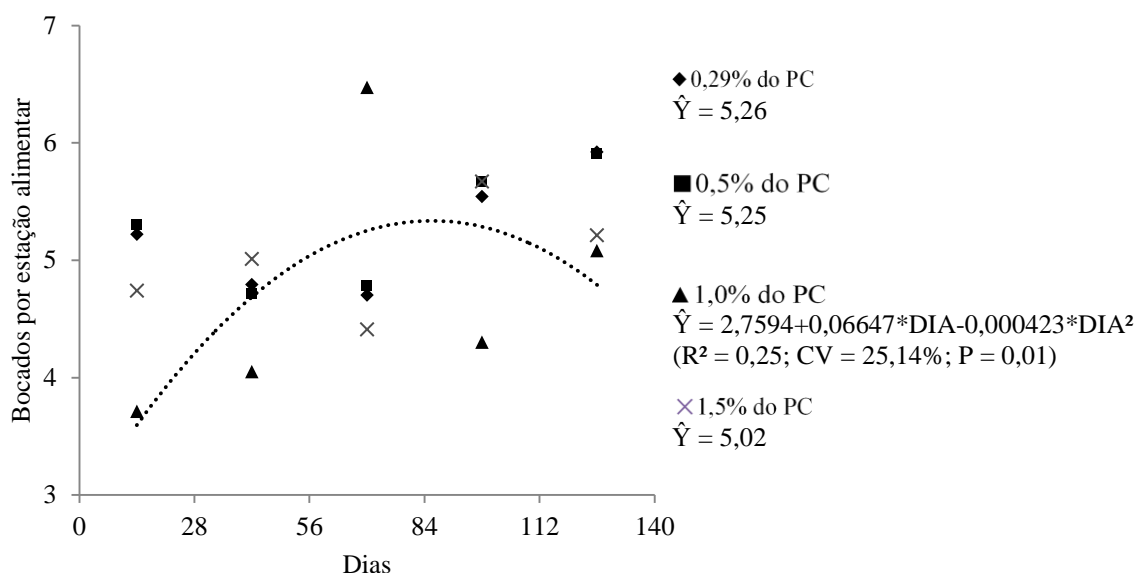 Bocados por estação alimentar
7
6
5
4
3
0 28 56 84 112 140
Dias
0,29% do PC
Ŷ = 5,26
0,5% do PC
Ŷ = 5,25
1,0% do PC
Ŷ = 2,7594+0,06647*DIA-0,000423*DIA²
(R² = 0,25; CV = 25,14%; P = 0,01)
1,5% do PC
Ŷ = 5,02